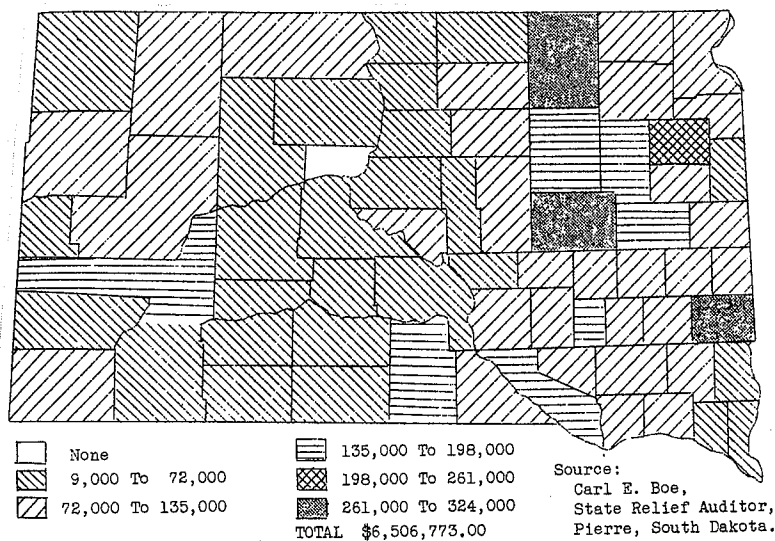 None
9,000 To 72,000
72,000 To 135,000
135,000 To 198,000
198,000 To 261,000
261,000 To 324,000
TOTAL $6,506,773.00
Source:
Carl E. Boe,
State Relief Auditor,
Pierre, South Dakota.